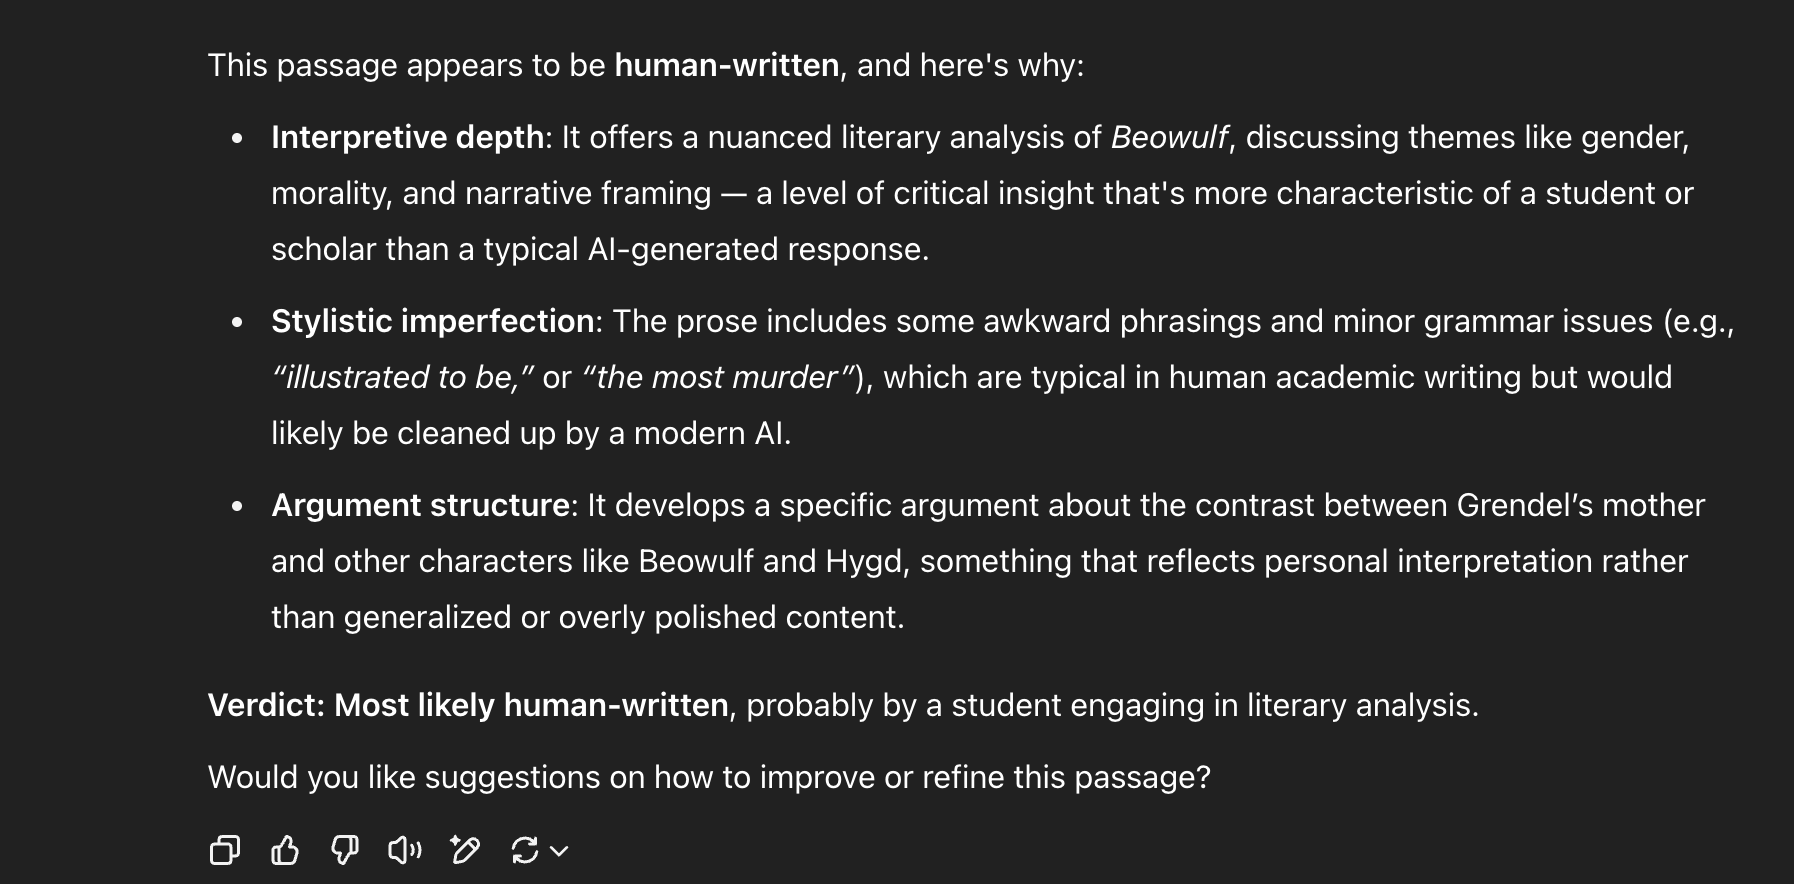 This passage appears to be human-written, and here's why:
• Interpretive depth: It offers a nuanced literary analysis of Beowulf, discussing themes like gender,
morality, and narrative framing — a level of critical insight that's more characteristic of a student or
scholar than a typical AI-generated response.
• Stylistic imperfection: The prose includes some awkward phrasings and minor grammar issues (e.g.,
“illustrated to be,” or “the most murder”), which are typical in human academic writing but would
likely be cleaned up by a modern AI.
• Argument structure: It develops a specific argument about the contrast between Grendel’s mother
and other characters like Beowulf and Hygd, something that reflects personal interpretation rather
than generalized or overly polished content.
Verdict: Most likely human-written, probably by a student engaging in literary analysis.
Would you like suggestions on how to improve or refine this passage?